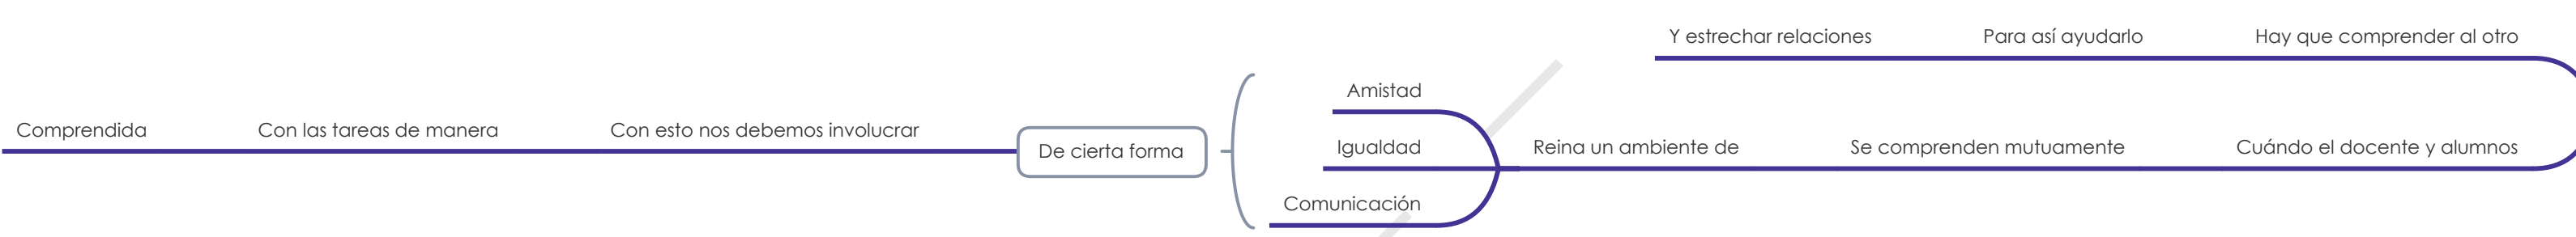 Y estrechar relaciones Para así ayudarlo Hay que comprender al otro
Amistad
Comprendida Con las tareas de manera Con esto nos debemos involucrar
De cierta forma
Igualdad Reina un ambiente de Se comprenden mutuamente Cuándo el docente y alumnos
Comunicación